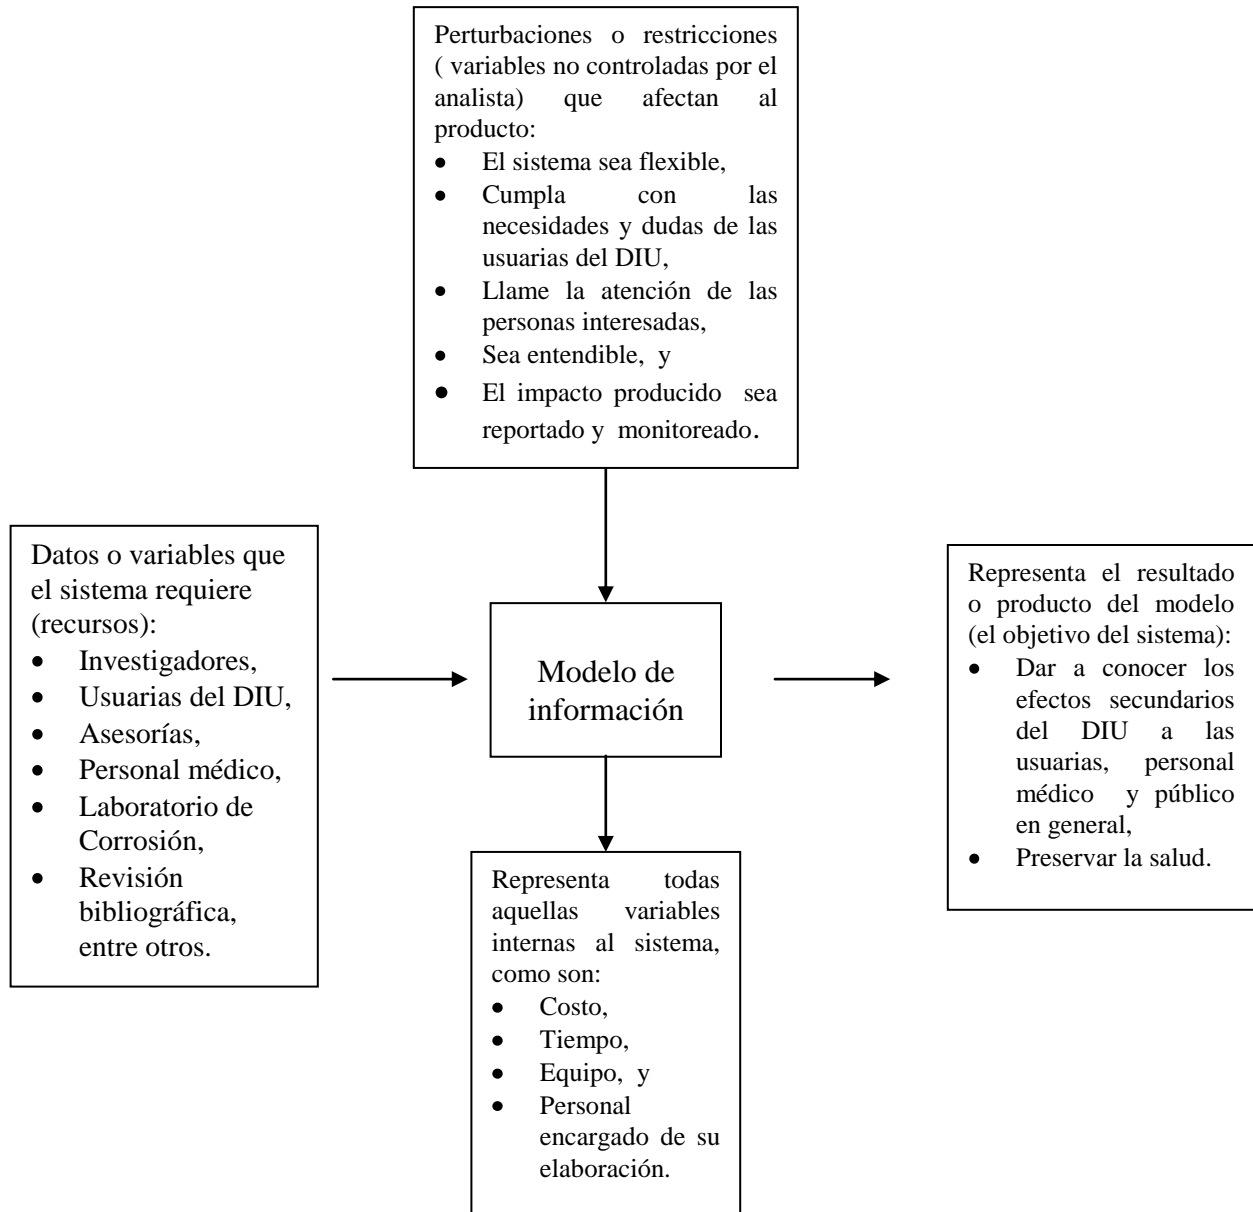 Perturbaciones o restricciones
( variables no controladas por el
analista) que afectan al
producto:
• El sistema sea flexible,
• Cumpla con las
necesidades y dudas de las
usuarias del DIU,
• Llame la atención de las
personas interesadas,
• Sea entendible, y
• El impacto producido sea
reportado y monitoreado.
Datos o variables que
el sistema requiere
(recursos):
• Investigadores,
• Usuarias del DIU,
• Asesorías,
• Personal médico,
• Laboratorio de
Corrosión,
• Revisión
bibliográfica,
entre otros.
Modelo de
información
Representa el resultado
o producto del modelo
(el objetivo del sistema):
• Dar a conocer los
efectos secundarios
del DIU a las
usuarias, personal
médico y público
en general,
• Preservar la salud.
Representa todas
aquellas variables
internas al sistema,
como son:
• Costo,
• Tiempo,
• Equipo, y
• Personal
encargado de su
elaboración.